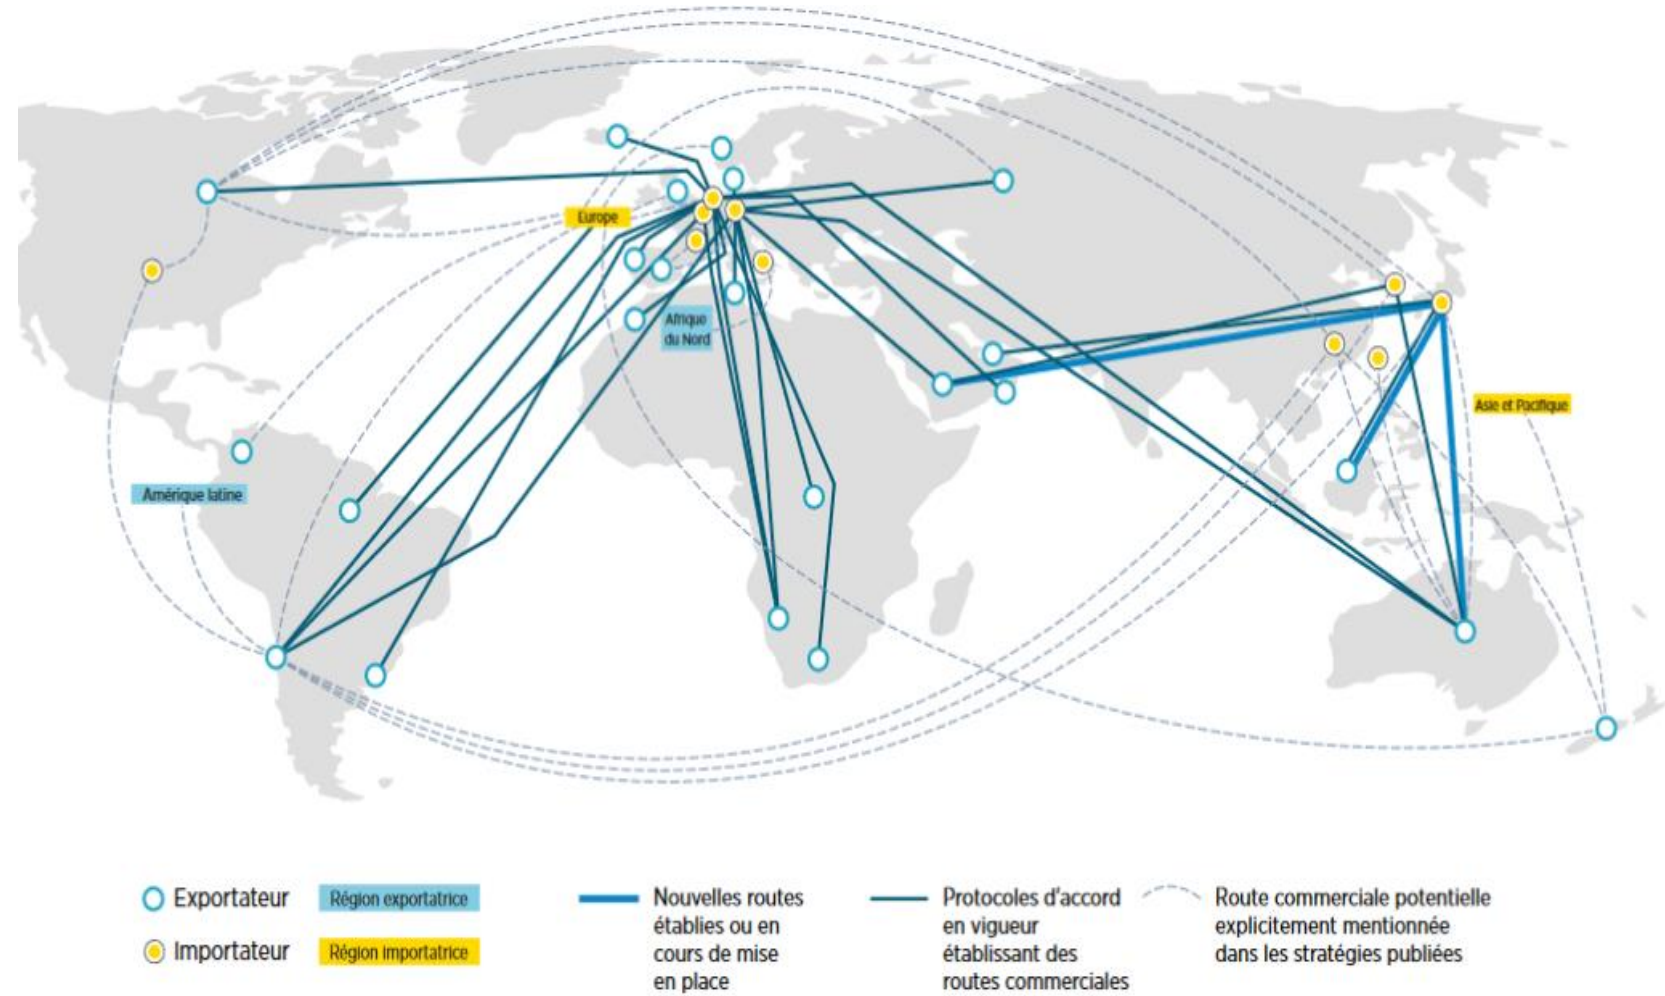 Europe
Afrique
du Nord
Asie et Pacifique
Amérique latine
Exportateur
Région exportatrice
Importateur
Région importatrice
Nouvelles routes
établies ou en
cours de mise
en place
Protocoles d'accord
en vigueur
établissant des
routes commerciales
Route commerciale potentielle
explicitement mentionnée
dans les stratégies publiées